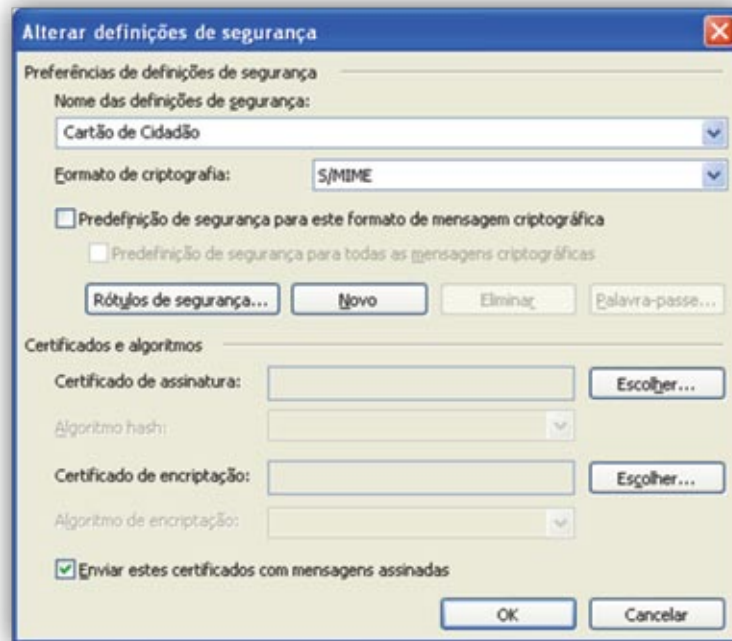 Alterar definições de segurança
Preferências de definições de segurança
Nome das definições de segurança:
Cartão de Cidadão
Formato de criptografia: S/MIME
Predefinição de segurança para este formato de mensagem criptográfica
Predefinição de segurança para todas as mensagens criptográficas
Rótulos de segurança... Novo Eliminar Palavra-passe...
Certificados e algoritmos
Certificado de assinatura: Escolher...
Algoritmo hash:
Certificado de encriptação: Escolher...
Algoritmo de encriptação:
Enviar estes certificados com mensagens assinadas
OK Cancelar